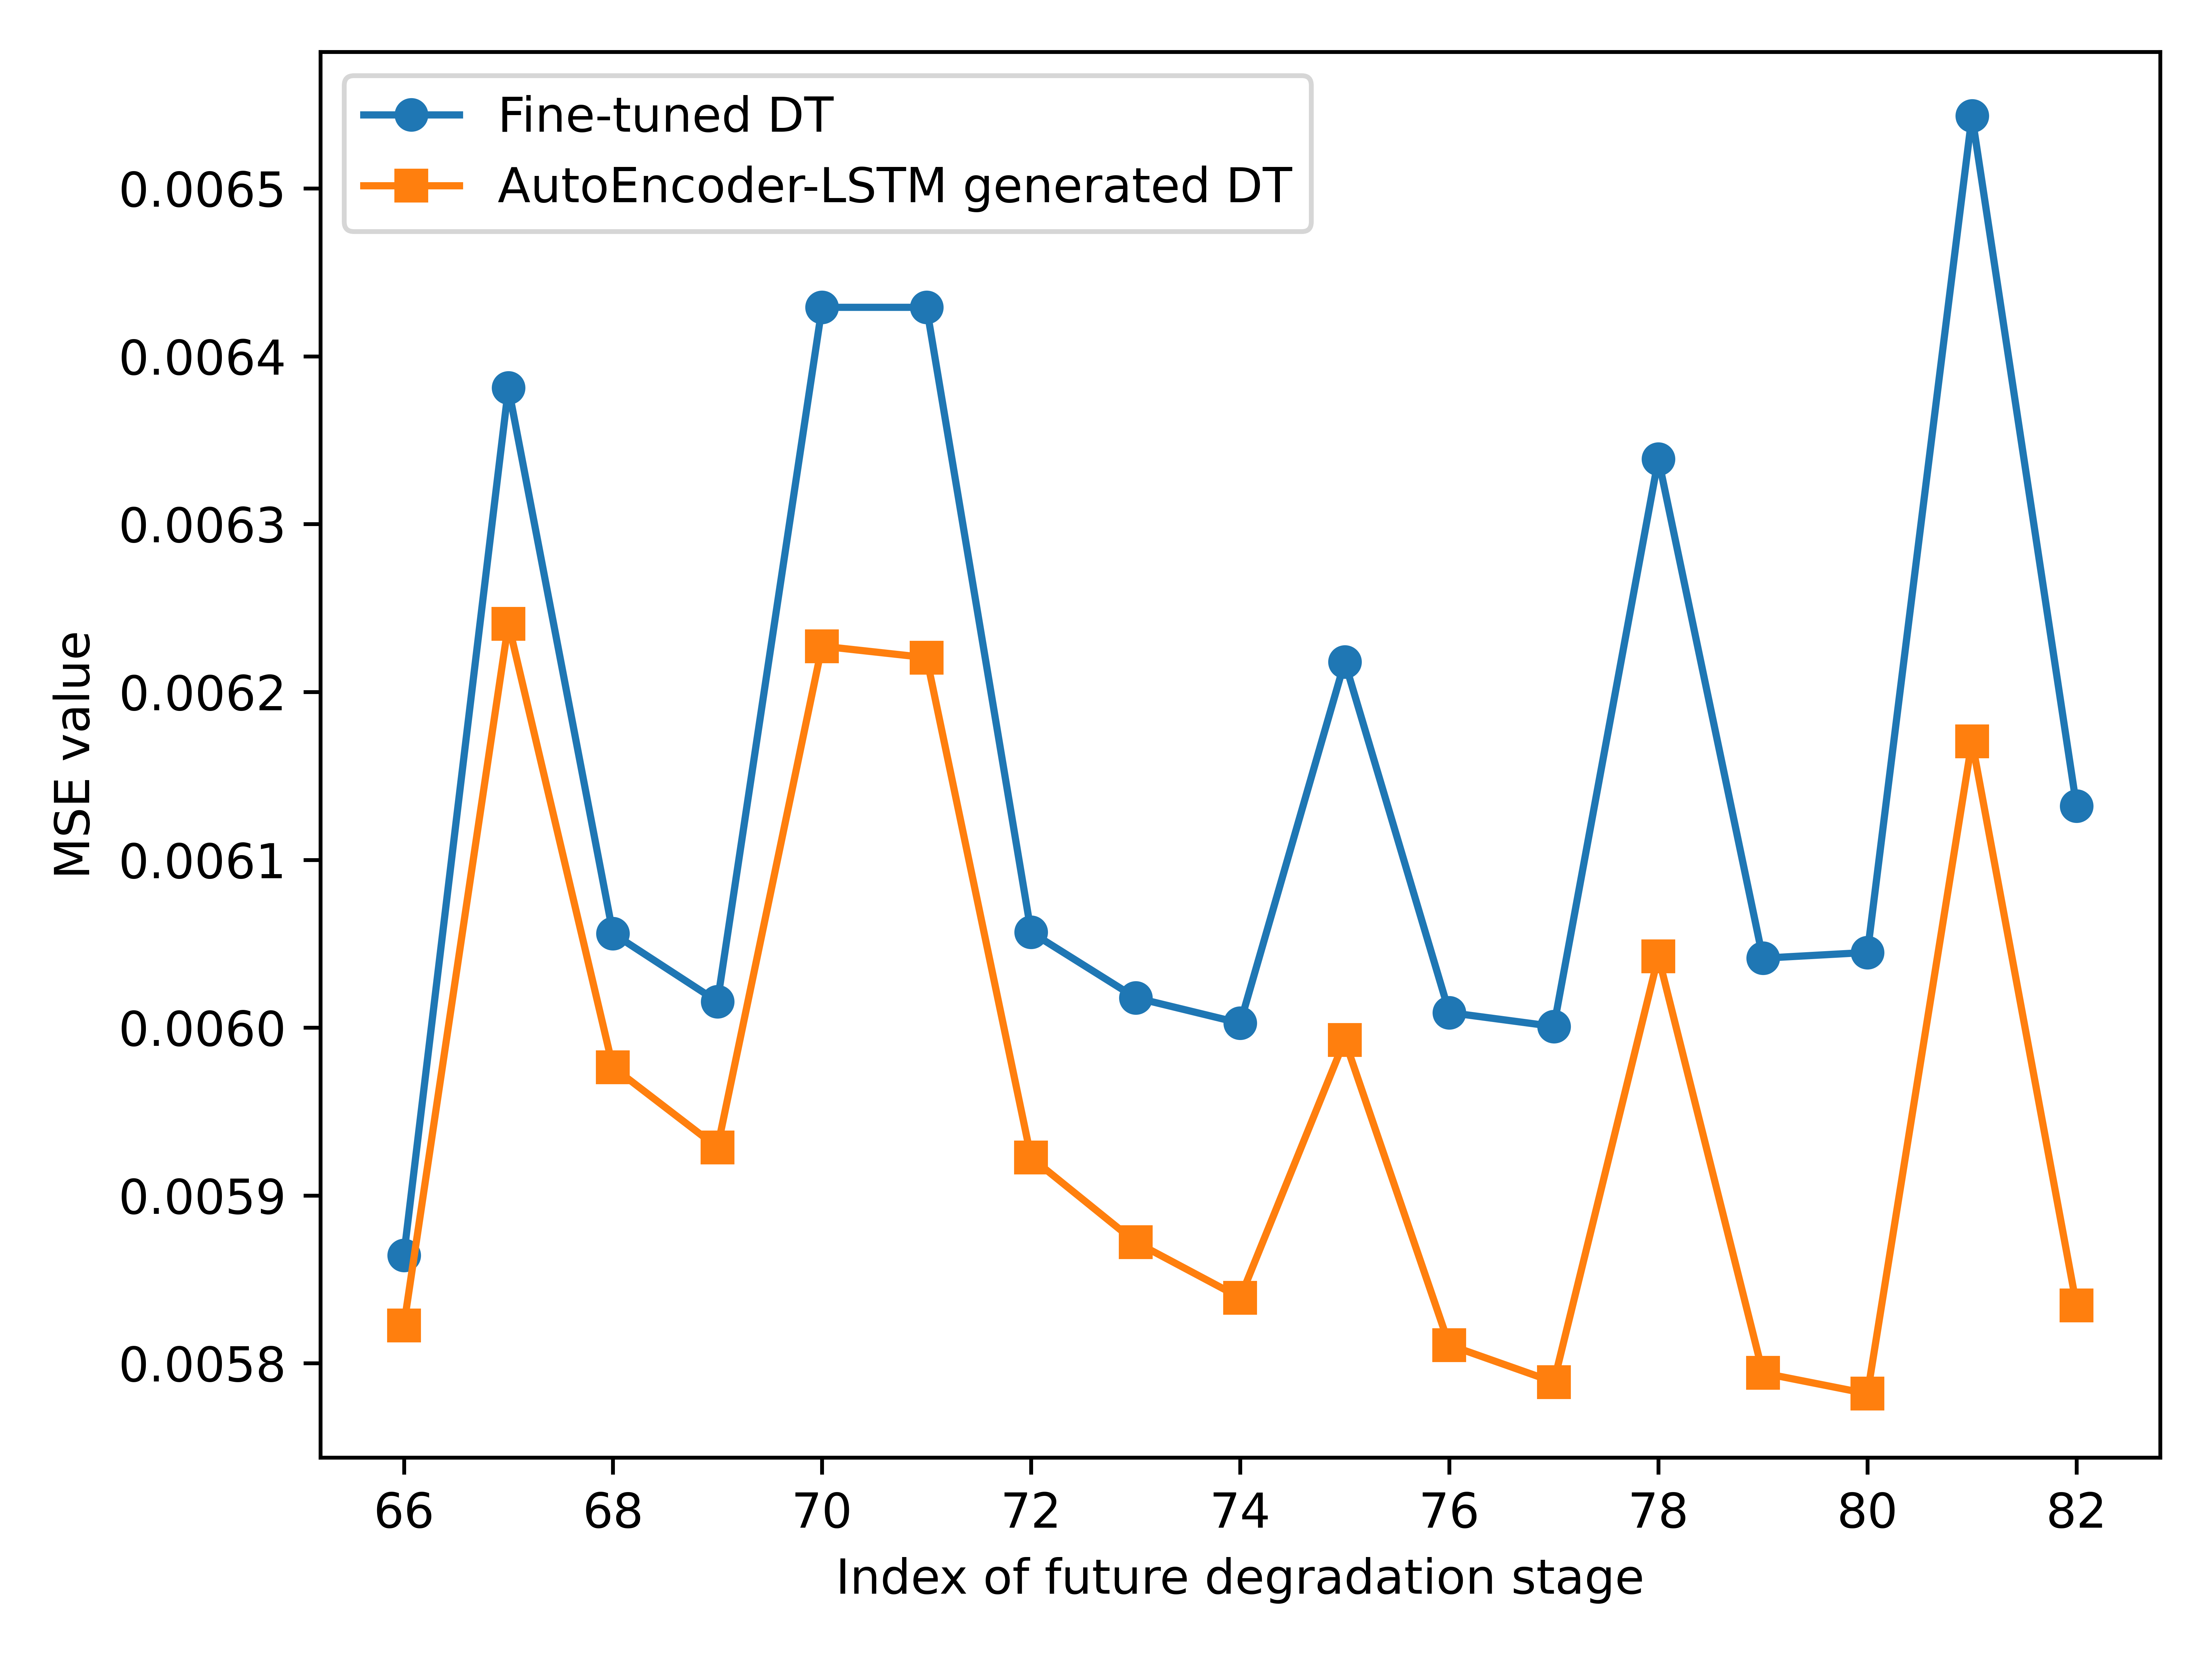 Fine-tuned DT
AutoEncoder-LSTM generated DT
0.0065
0.0064
0.0063
0.0062
0.0061
0.0060
0.0059
0.0058
MSE value
66 68 70 72 74 76 78 80 82
Index of future degradation stage